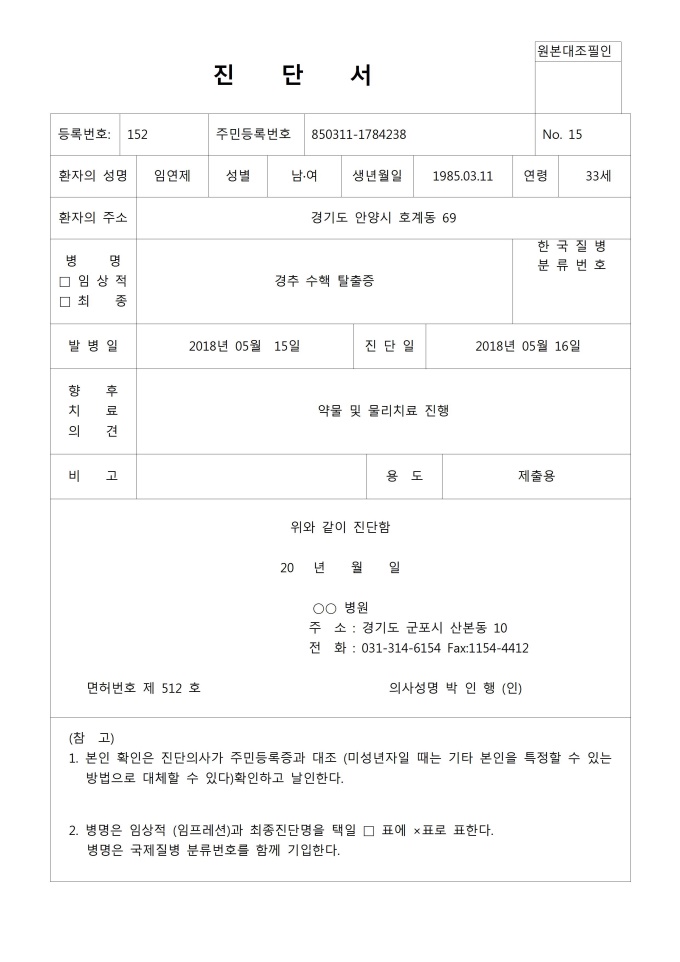 원본대조필인
진 단 서
등록번호: 152 주민등록번호 850311-1784238 No. 15
환자의 성명 임연제 성별 남·여 생년월일 1985.03.11 연령 33세
환자의 주소 경기도 안양시 호계동 69
병 명
□ 임 상 적
□ 최 종
경추 수핵 탈출증
한 국 질 병
분 류 번 호
발 병 일 2018년 05월 15일 진 단 일 2018년 05월 16일
향 후
치 료
의 견
약물 및 물리치료 진행
비 고 용 도 제출용
위와 같이 진단함
20 년 월 일
○○ 병원
주 소 : 경기도 군포시 산본동 10
전 화 : 031-314-6154 Fax:1154-4412
면허번호 제 512 호 의사성명 박 인 행 (인)
(참 고)
1. 본인 확인은 진단의사가 주민등록증과 대조 (미성년자일 때는 기타 본인을 특정할 수 있는
방법으로 대체할 수 있다)확인하고 날인한다.
2. 병명은 임상적 (임프레션)과 최종진단명을 택일 □ 표에 ×표로 표한다.
병명은 국제질병 분류번호를 함께 기입한다.